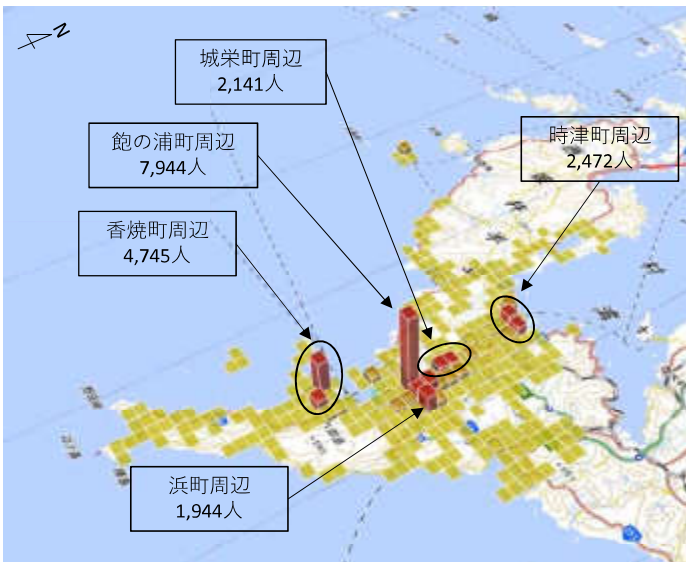 N
城栄町周辺
2,141人
飽の浦町周辺
7,944人
時津町周辺
2,472人
香焼町周辺
4,745人
浜町周辺
1,944人